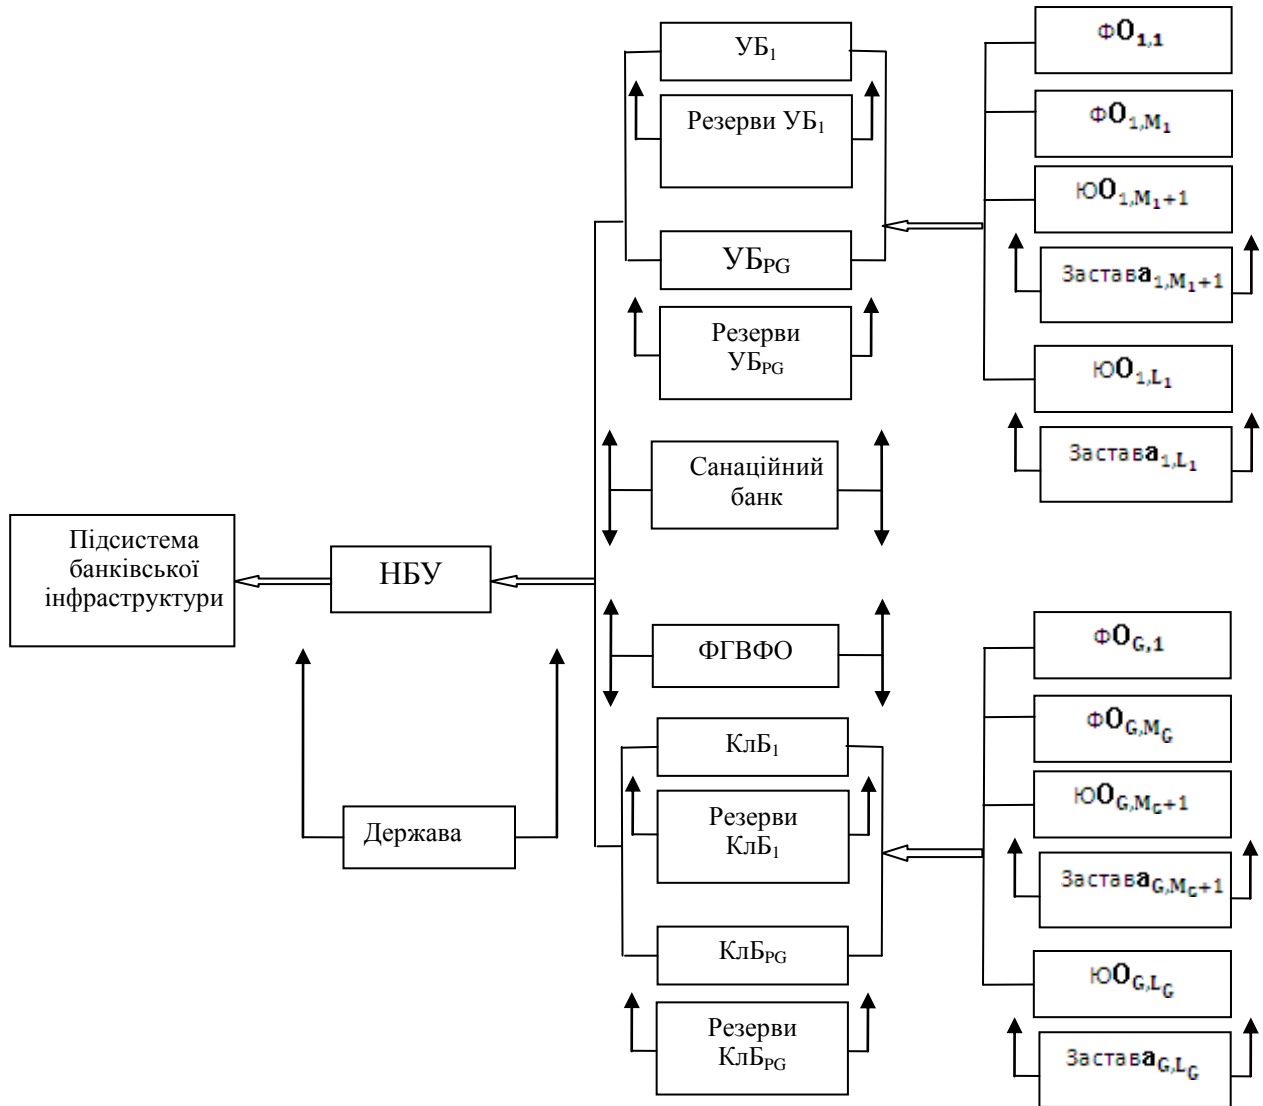 УБ₁
Резерви УБ₁
УБPG
Резерви
УБPG
Санаційний
банк
Підсистема
банківської
інфраструктури
НБУ
ФГВФО
Держава
КлБ₁
Резерви
КлБ₁
КлБPG
Резерви
КлБPG
ФО1,1
ФО1,M1
ЮО1,M1+1
Застава1,M1+1
ЮО1,L1
Застава1,L1
ФОG,1
ФОG,MG
ЮОG,MG+1
ЗаставаG,MG+1
ЮОG,LG
ЗаставаG,LG